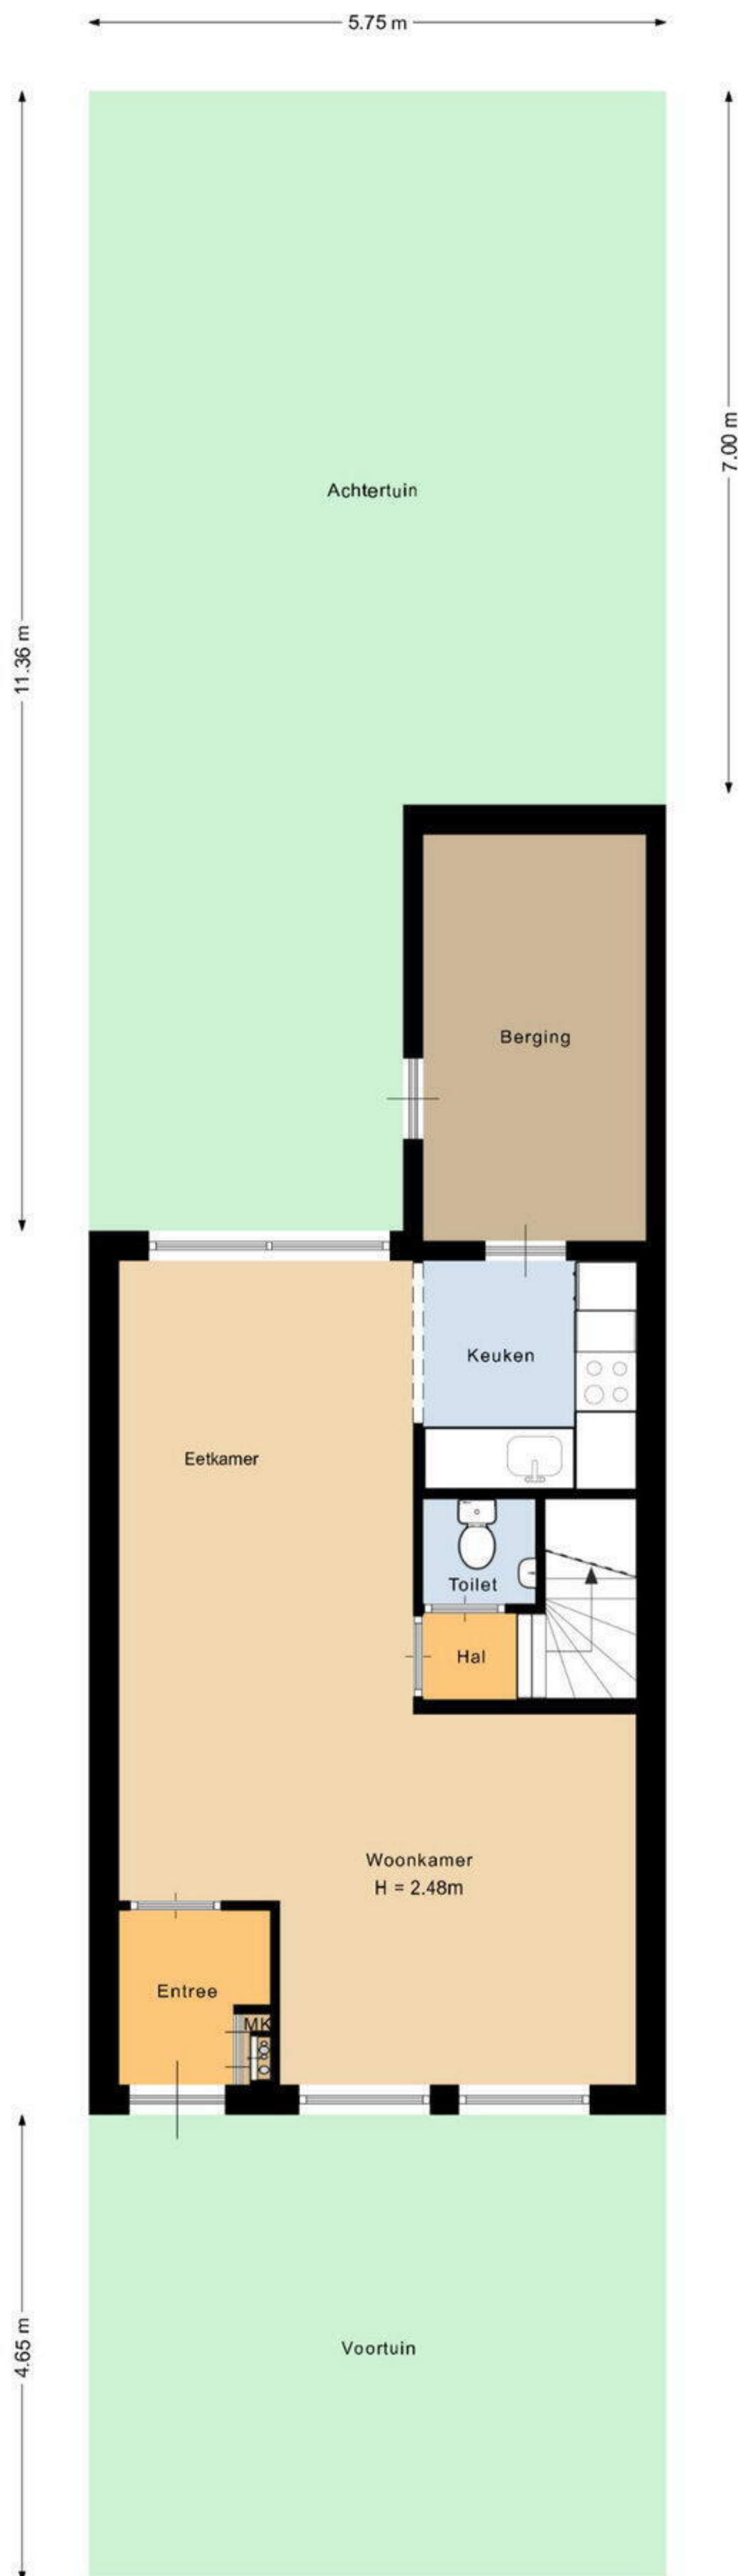 5.75 m
7.00 m
Achtertuin
11.36 m
Berging
Keuken
Eetkamer
Toilet
Hal
Woonkamer
H = 2.48m
Entree
MK
Voortuin
4.65 m